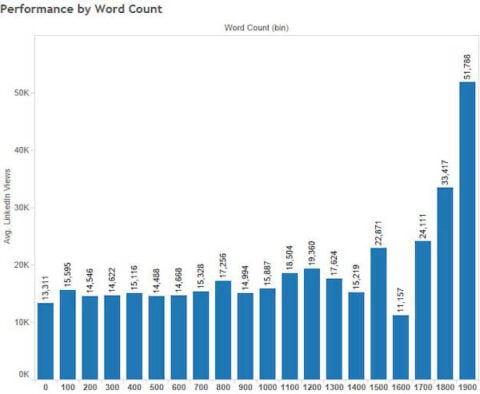 Performance by Word Count
Word Count (bin)
Avg. LinkedIn Views
50K
40K
30K
20K
10K
0K
13,311
15,595
14,546
14,622
15,116
14,488
14,668
15,328
17,256
14,994
15,887
18,504
19,360
17,624
15,219
22,871
11,157
24,111
33,417
51,788
0 100 200 300 400 500 600 700 800 900 1000 1100 1200 1300 1400 1500 1600 1700 1800 1900